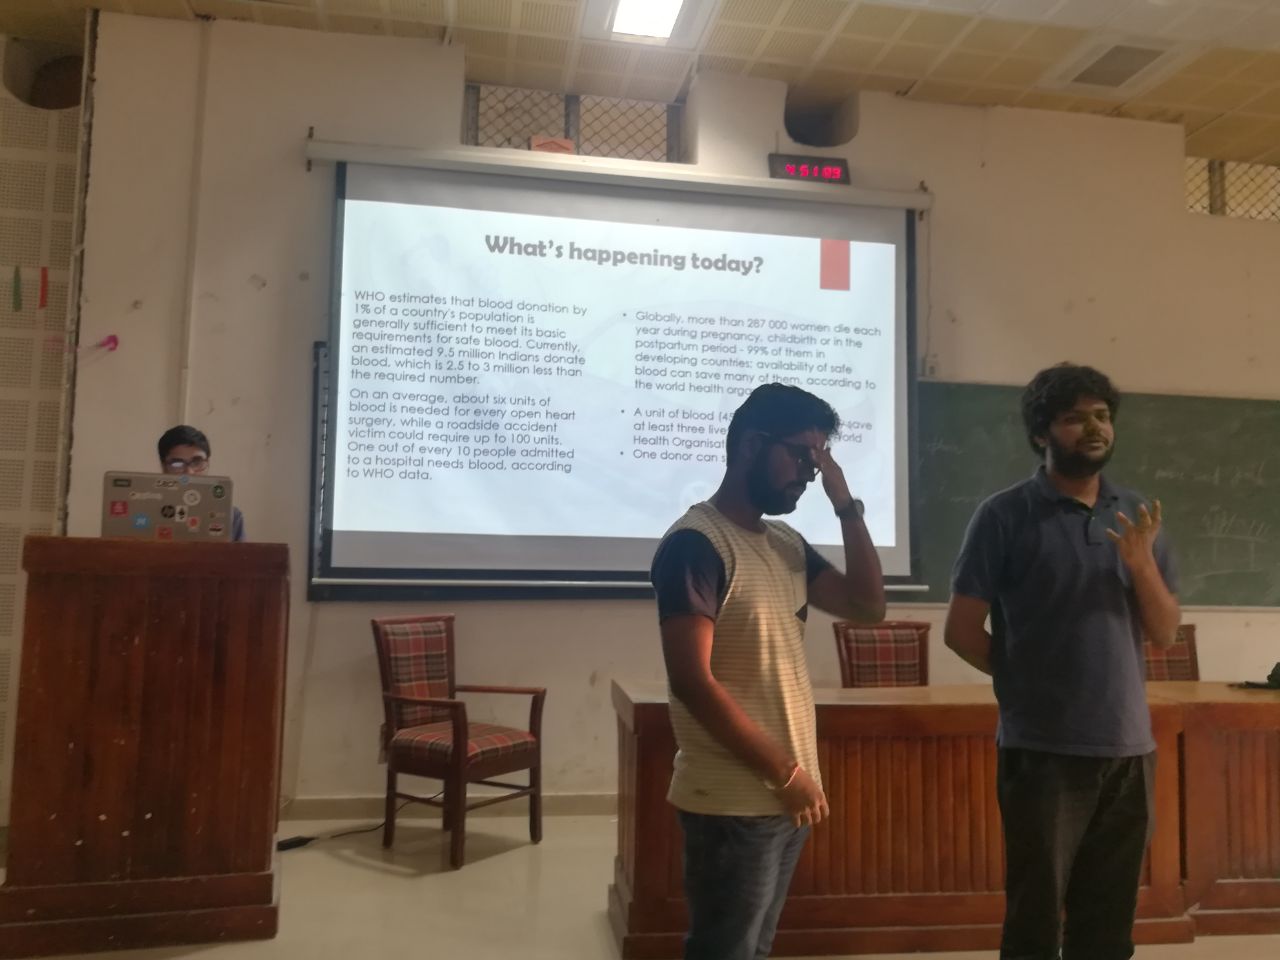 4 51 03
What's happening today?
WHO estimates that blood donation by
1% of a country's population is
generally sufficient to meet its basic
requirements for safe blood. Currently,
an estimated 9.5 million Indians donate
blood, which is 2.5 to 3 million less than
the required number.
On an average, about six units of
blood is needed for every open heart
surgery, while a roadside accident
victim could require up to 100 units.
One out of every 10 people admitted
to a hospital needs blood, according
to WHO data.
• Globally, more than 287 000 women die each
year during pregnancy, childbirth or in the
postpartum period - 99% of them in
developing countries; availability of safe
blood can save many of them, according to
the world health
• A unit of blood
save
at least three
Health
• One donor can
hp